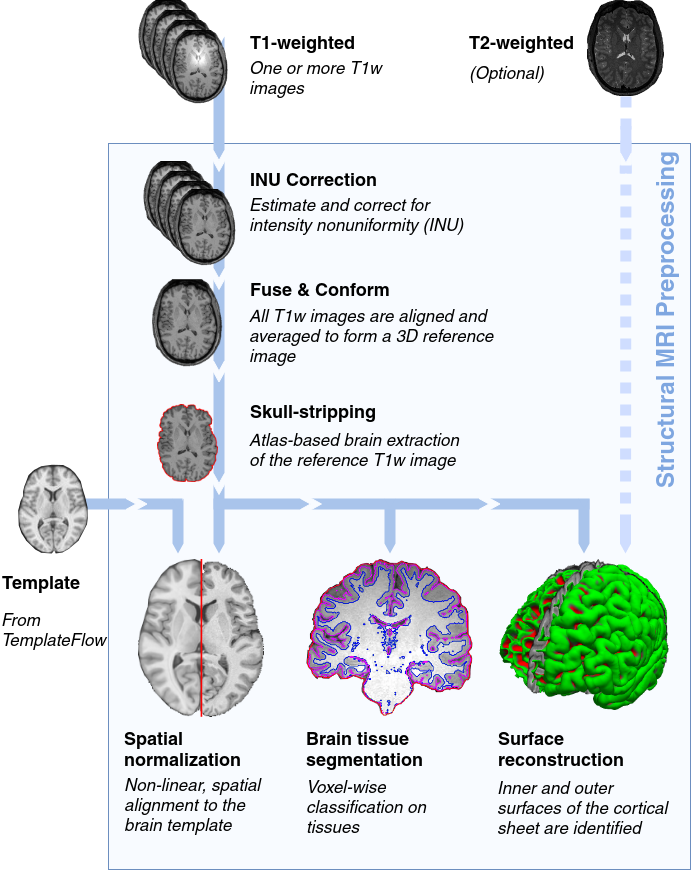 T1-weighted
One or more T1w
images
T2-weighted
(Optional)
Structural MRI Preprocessing
INU Correction
Estimate and correct for
intensity nonuniformity (INU)
Fuse & Conform
All T1w images are aligned and
averaged to form a 3D reference
image
Skull-stripping
Atlas-based brain extraction
of the reference T1w image
Template
From
TemplateFlow
Spatial
normalization
Non-linear, spatial
alignment to the
brain template
Brain tissue
segmentation
Voxel-wise
classification on
tissues
Surface
reconstruction
Inner and outer
surfaces of the cortical
sheet are identified